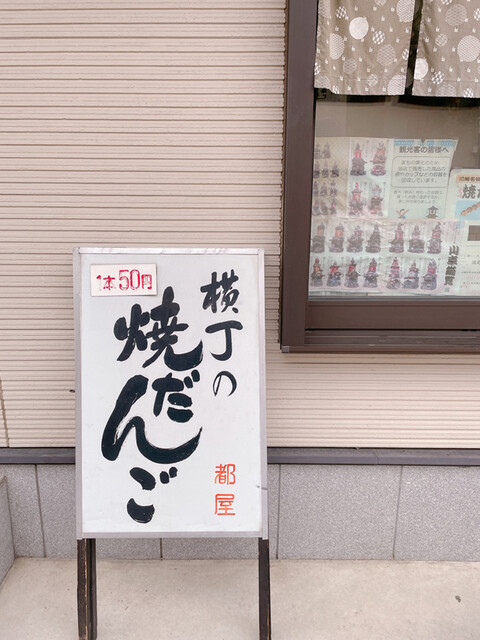 1本50円
横丁の
焼だんご
都屋
観光客の皆様へ